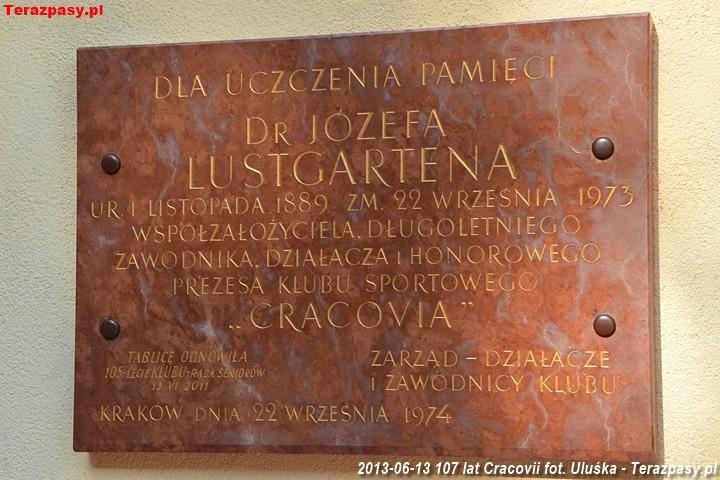 Terazpasy.pl
DLA UCZCZENIA PAMIĘCI
DR JÓZEFA
LUSTGARTENA
UR. 1 LISTOPADA 1889 ZM. 22 WRZEŚNIA 1973
WSPÓŁZAŁOŻYCIELA, DŁUGOLETNIEGO
ZAWODNIKA, DZIAŁACZA I HONOROWEGO
PREZESA KLUBU SPORTOWEGO
„CRACOVIA”
TABLICĘ ODNOWIŁA
105-LECIE KLUBU-RADA SENIORÓW
13 VI 2011
ZARZĄD – DZIAŁACZE
I ZAWODNICY KLUBU
KRAKÓW DNIA 22 WRZEŚNIA 1974
2013-06-13 107 lat Cracovii fot. Uluśka - Terazpasy.pl